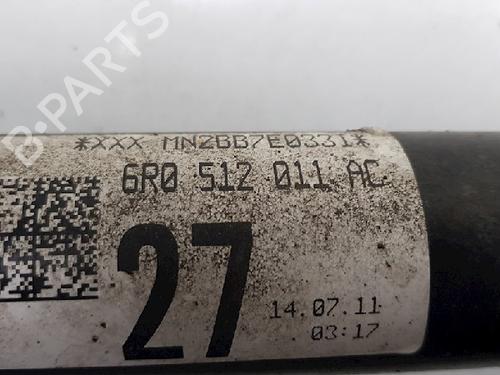 B-PARTS
*XXX MN2BB7E0331*
6R0 512 011 AC
27
14.07.11
03:17